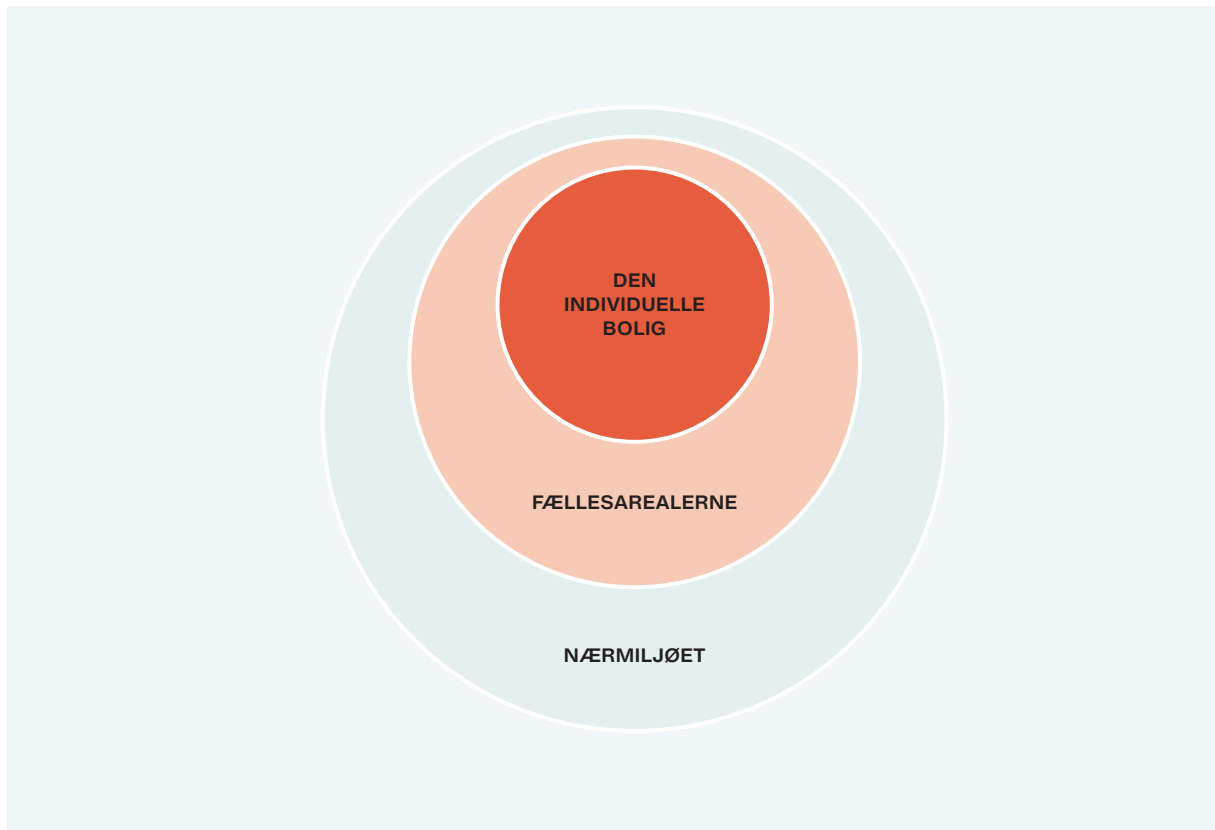 DEN
INDIVIDUELLE
BOLIG
FÆLLESAREALERNE
NÆRMILJØET